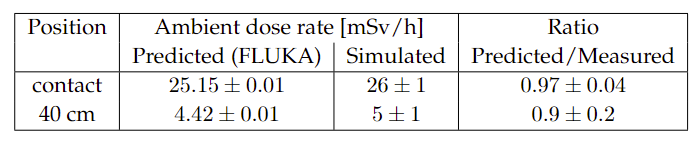 Position Ambient dose rate [mSv/h] Ratio
Predicted (FLUKA) Simulated Predicted/Measured
contact 25.15 ± 0.01 26 ± 1 0.97 ± 0.04
40 cm 4.42 ± 0.01 5 ± 1 0.9 ± 0.2